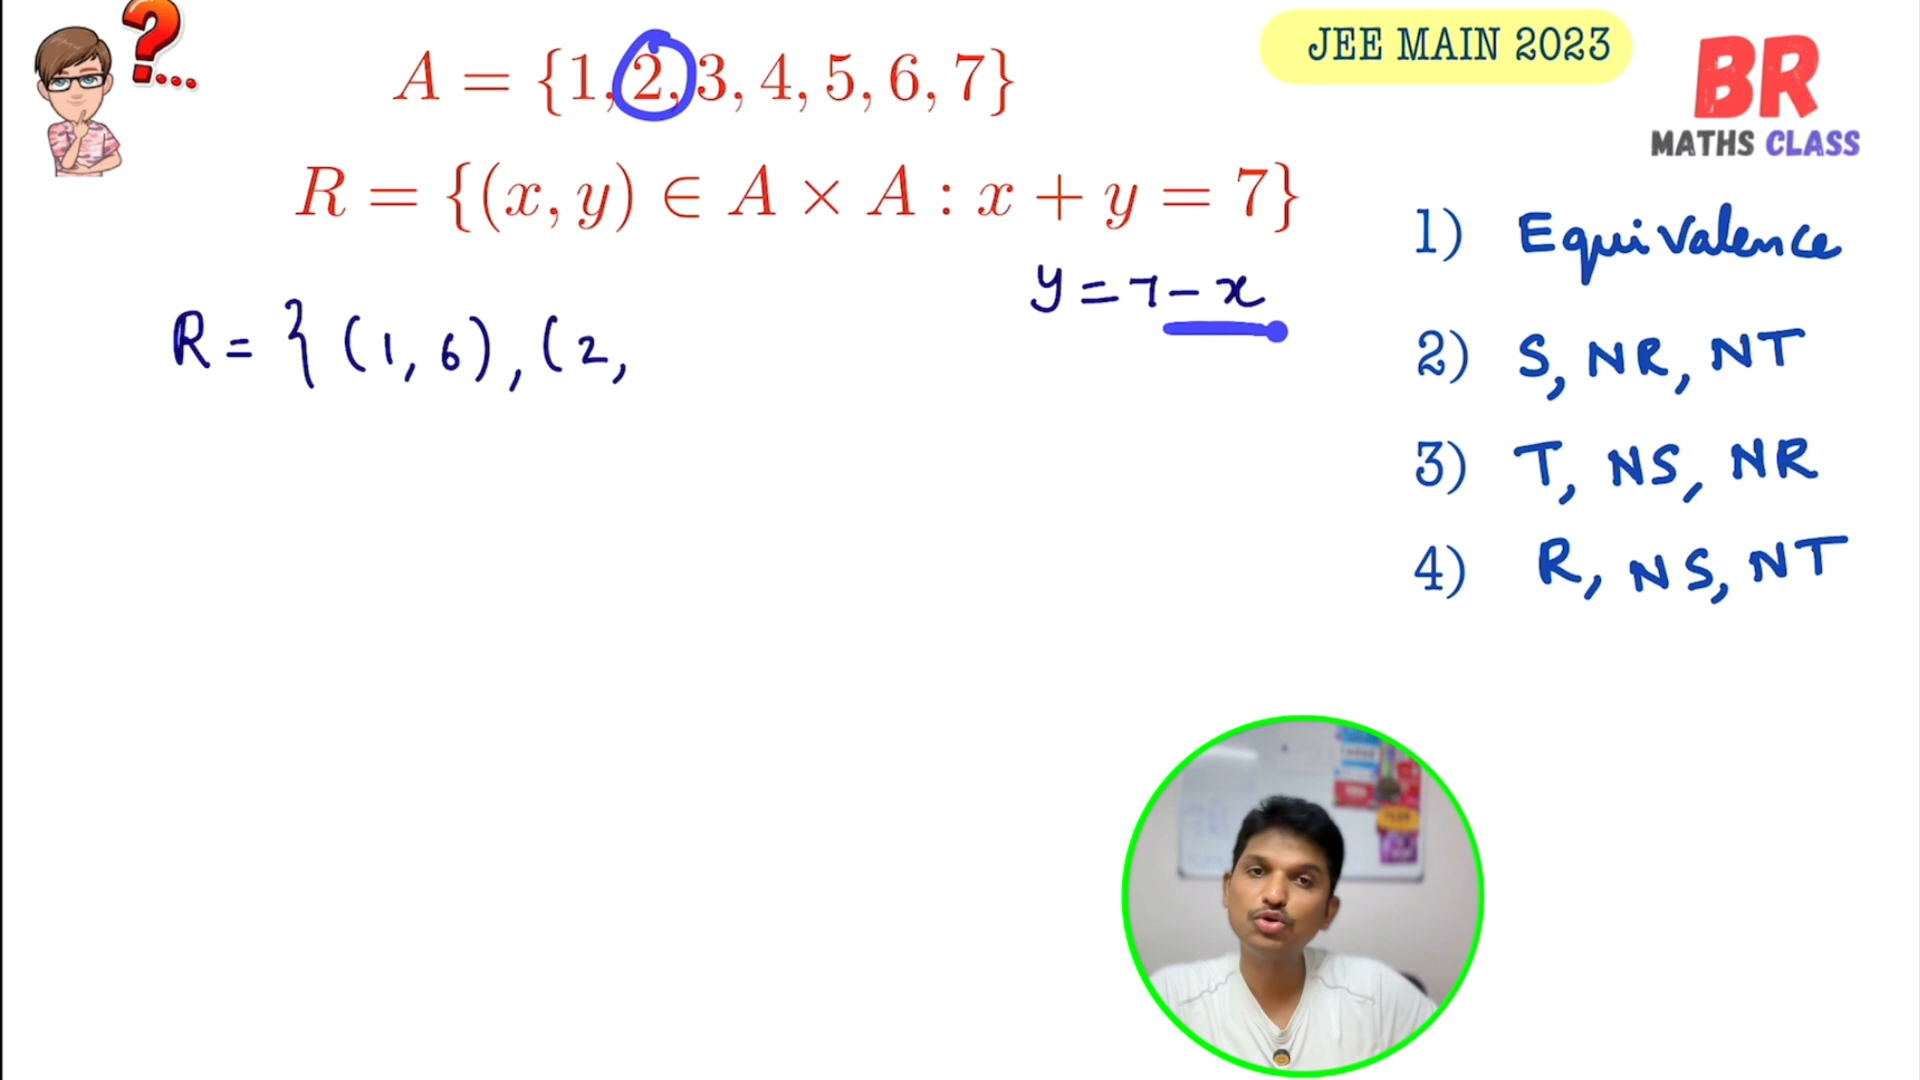 JEE MAIN 2023
BR
MATHS CLASS
A = {1, 2, 3, 4, 5, 6, 7}
R = {(x, y) ∈ A × A : x + y = 7}
y = 7 - x
R = { (1, 6), (2,
1) Equivalence
2) S, NR, NT
3) T, NS, NR
4) R, NS, NT